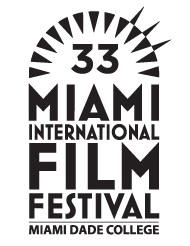 33
MIAMI
INTERNATIONAL
FILM
FESTIVAL
MIAMI DADE COLLEGE